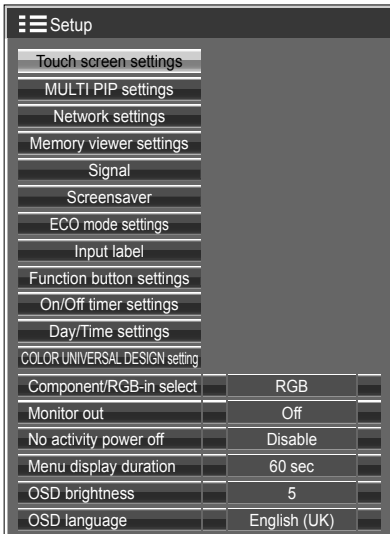 Setup
Touch screen settings
MULTI PIP settings
Network settings
Memory viewer settings
Signal
Screensaver
ECO mode settings
Input label
Function button settings
On/Off timer settings
Day/Time settings
COLOR UNIVERSAL DESIGN setting
Component/RGB-in select RGB
Monitor out Off
No activity power off Disable
Menu display duration 60 sec
OSD brightness 5
OSD language English (UK)